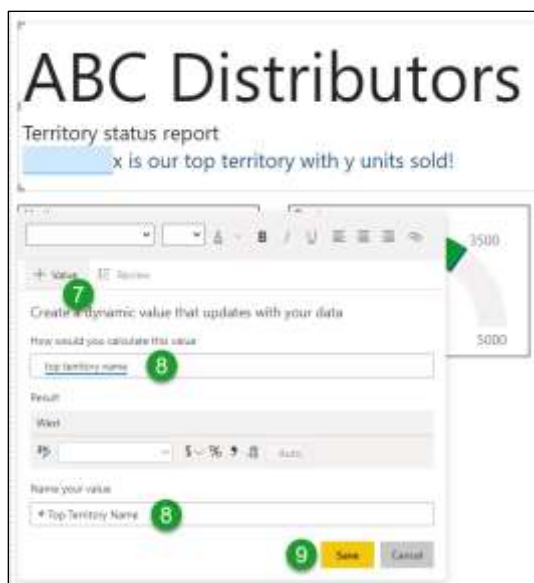 ABC Distributors
Territory status report
x is our top territory with y units sold!
3500
5000
B I U
+ Value Review
7
Create a dynamic value that updates with your data
How would you calculate this value
top territory name 8
Result
West
$ % Auto
Name your value
Top Territory Name 8
9 Save Cancel